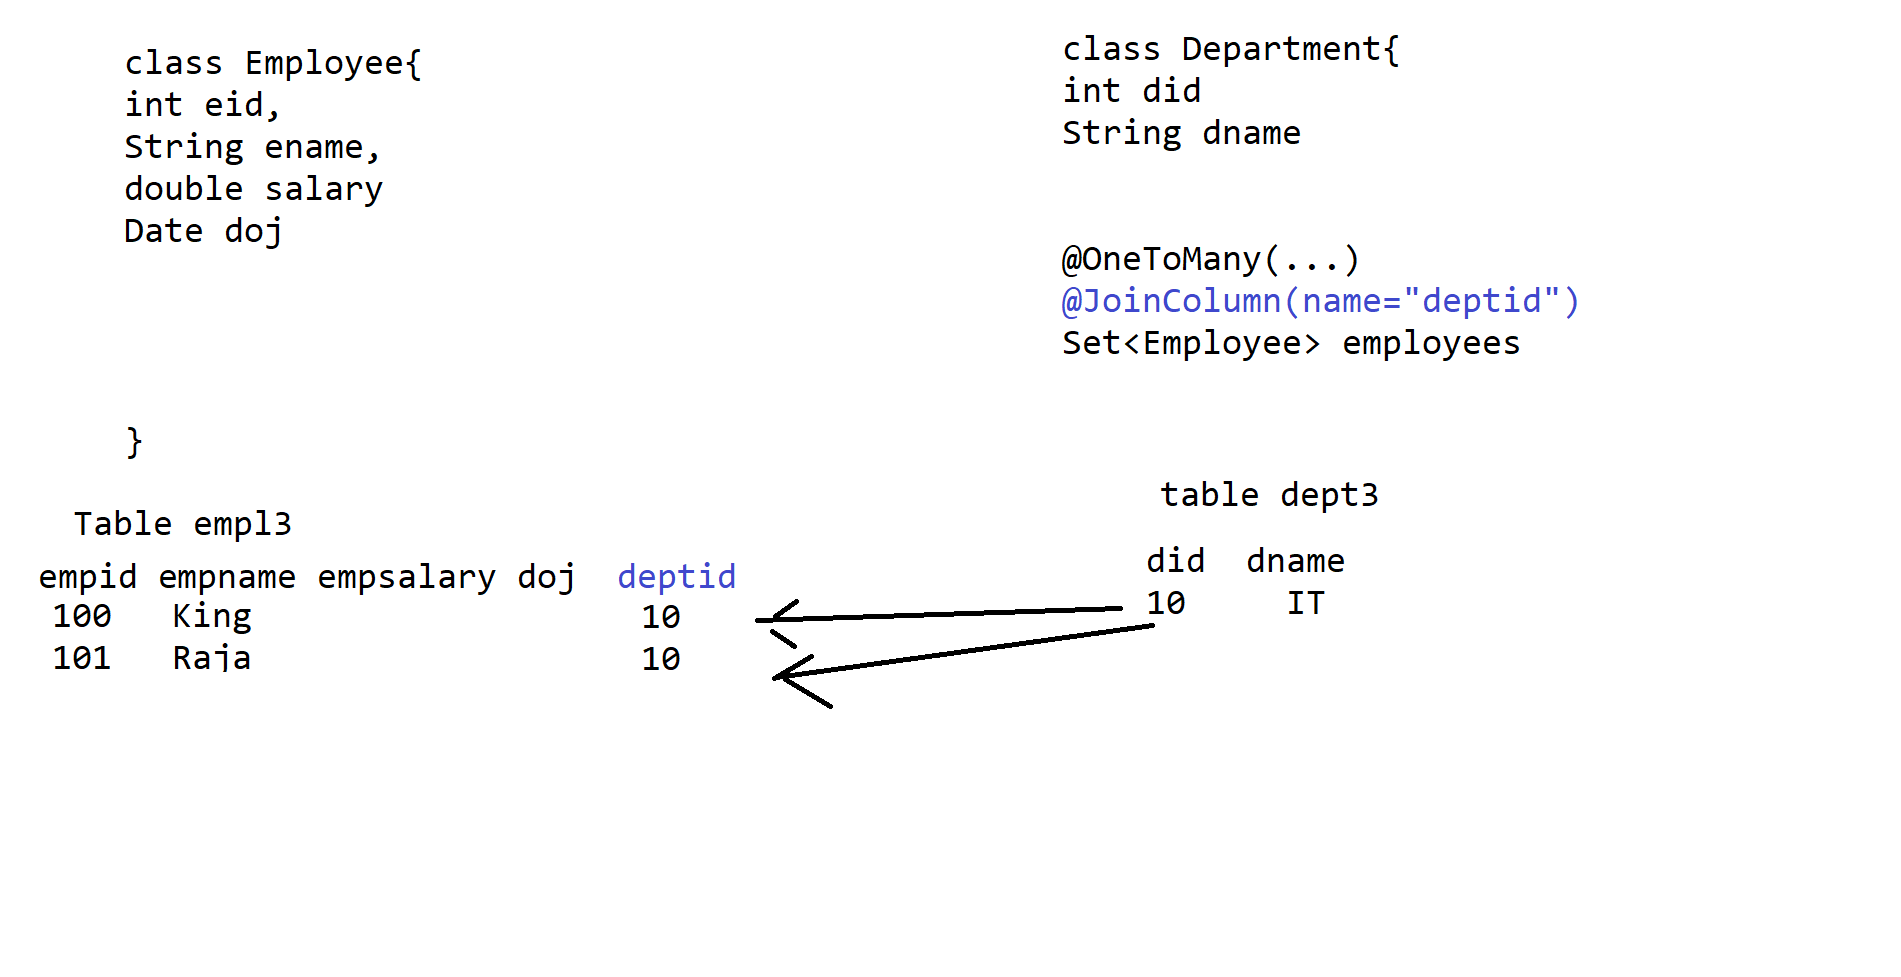 class Employee{
int eid,
String ename,
double salary
Date doj
}
class Department{
int did
String dname
@OneToMany(...)
@JoinColumn(name="deptid")
Set<Employee> employees
Table empl3
empid empname empsalary doj deptid
100 King 10
101 Raja 10
table dept3
did dname
10 IT